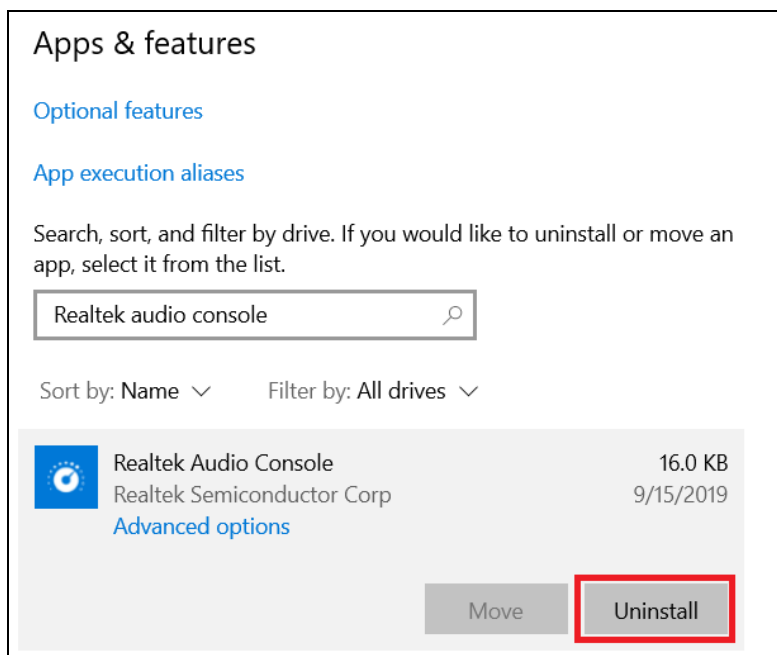 Apps & features
Optional features
App execution aliases
Search, sort, and filter by drive. If you would like to uninstall or move an
app, select it from the list.
Realtek audio console
Sort by: Name Filter by: All drives
Realtek Audio Console 16.0 KB
Realtek Semiconductor Corp 9/15/2019
Advanced options
Move Uninstall